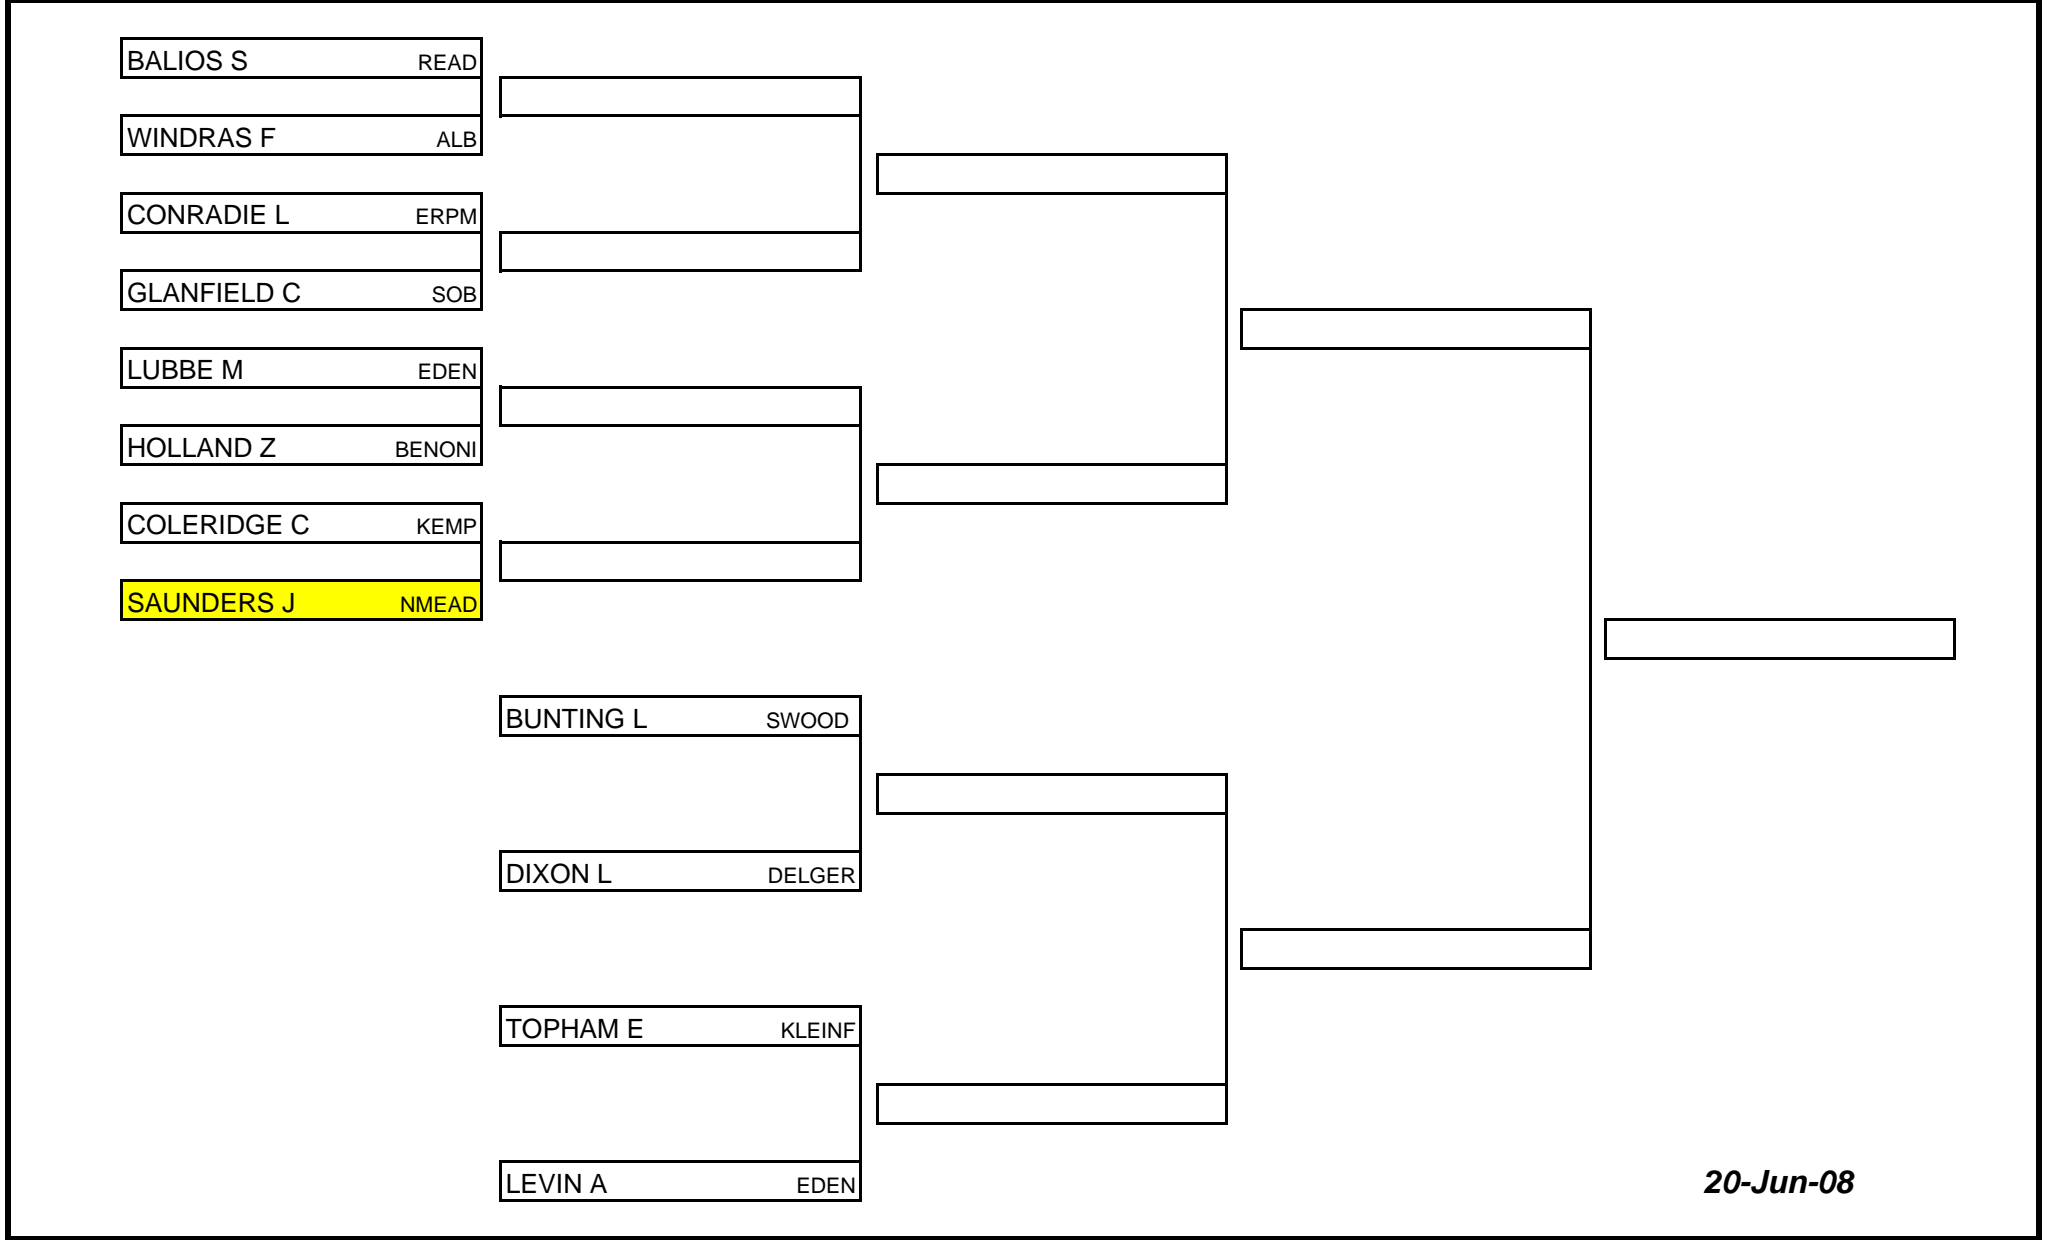 BALIOS S READ
WINDRAS F ALB
CONRADIE L ERPM
GLANFIELD C SOB
LUBBE M EDEN
HOLLAND Z BENONI
COLERIDGE C KEMP
SAUNDERS J NMEAD
BUNTING L SWOOD
DIXON L DELGER
TOPHAM E KLEINF
LEVIN A EDEN
20-Jun-08